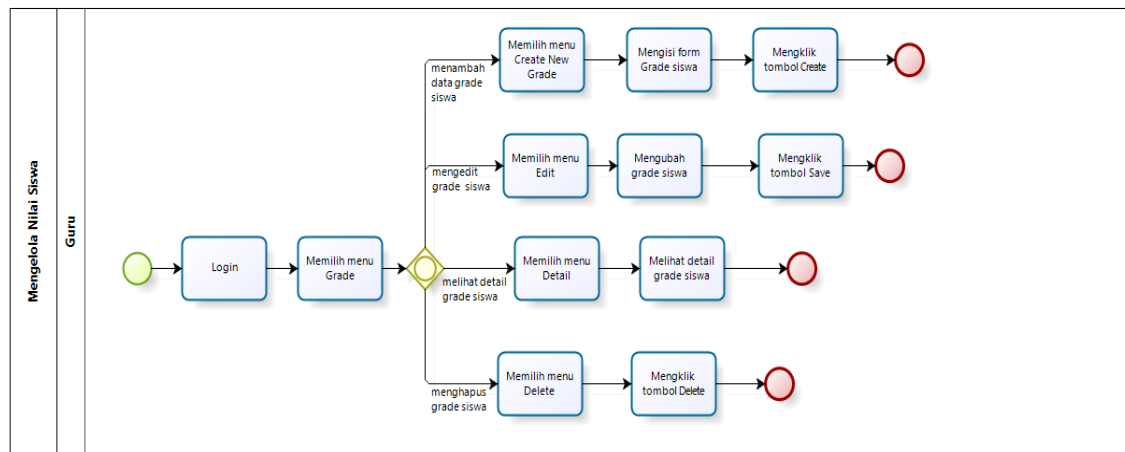 Mengelola Nilai Siswa
Guru
Login
Memilih menu
Grade
menambah
data grade
siswa
Memilih menu
Create New
Grade
Mengisi form
Grade siswa
Mengklik
tombol Create
mengedit
grade siswa
Memilih menu
Edit
Mengubah
grade siswa
Mengklik
tombol Save
melihat detail
grade siswa
Memilih menu
Detail
Melihat detail
grade siswa
menghapus
grade siswa
Memilih menu
Delete
Mengklik
tombol Delete